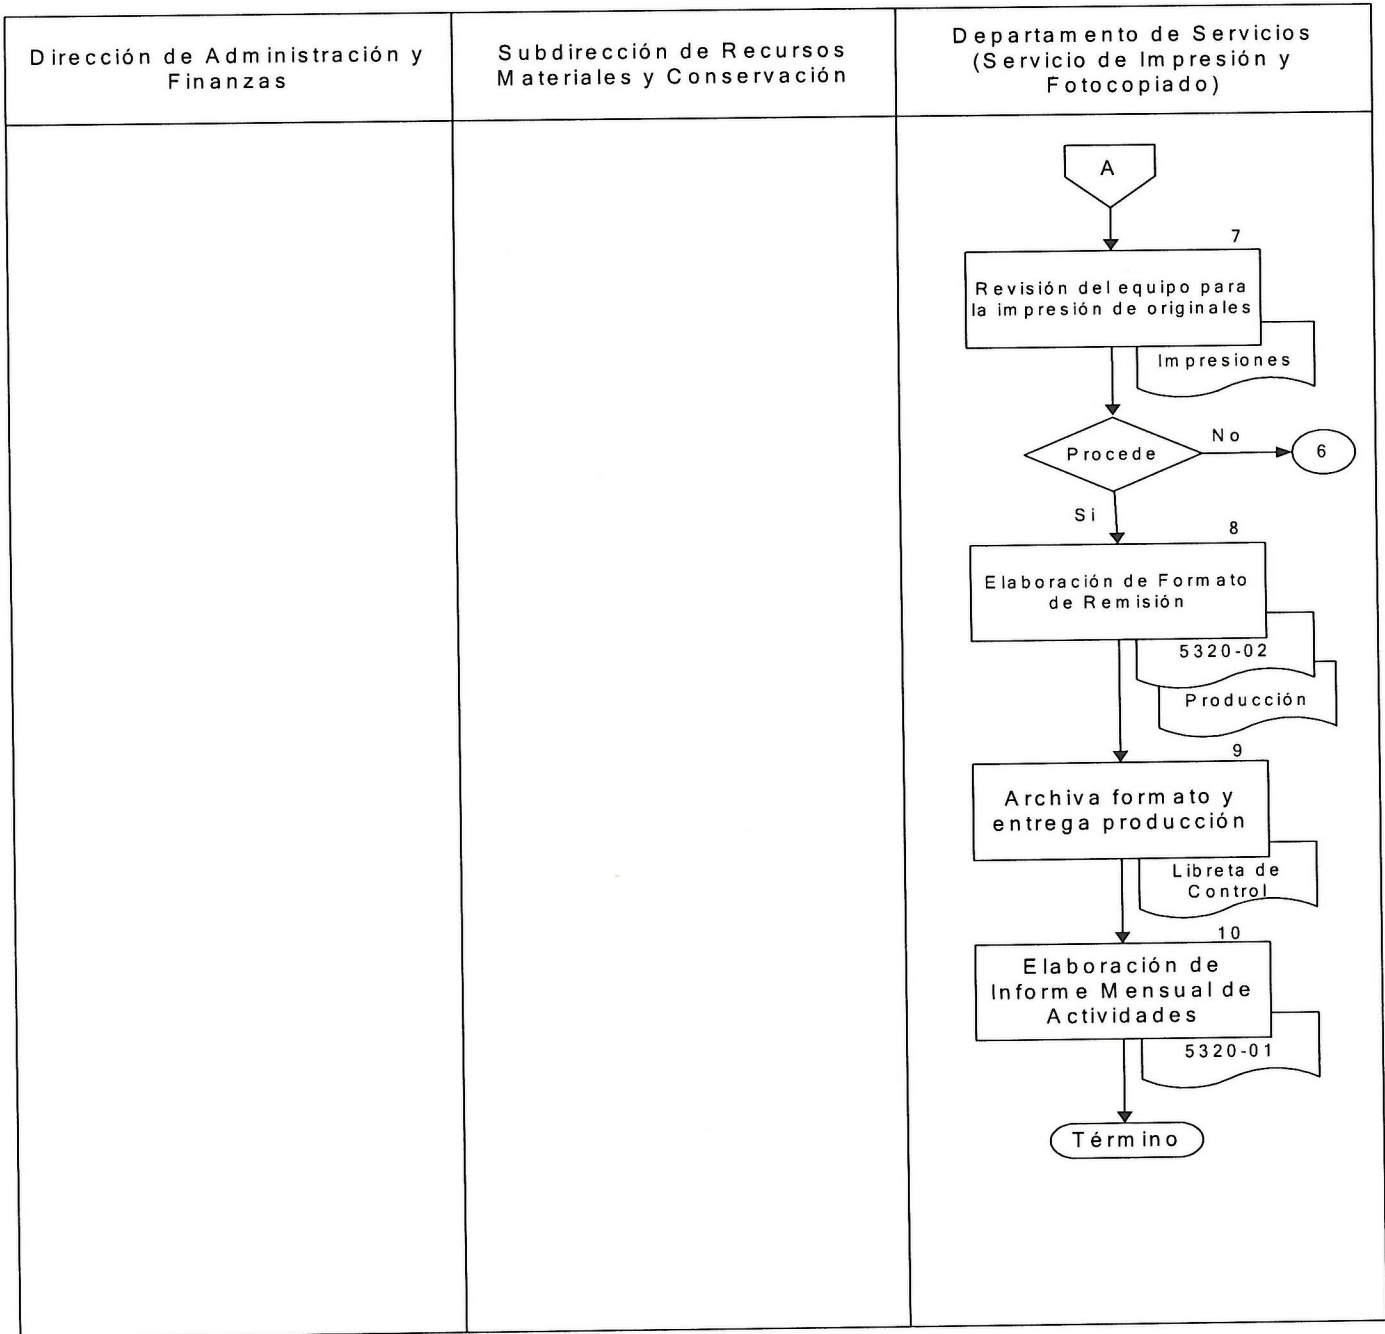 Dirección de Administración y
Finanzas
Subdirección de Recursos
Materiales y Conservación
Departamento de Servicios
(Servicio de Impresión y
Fotocopiado)
A
7
Revisión del equipo para
la impresión de originales
Impresiones
Procede
No
6
Si
8
Elaboración de Formato
de Remisión
5320-02
Producción
9
Archiva formato y
entrega producción
Libreta de
Control
10
Elaboración de
Informe Mensual de
Actividades
5320-01
Término